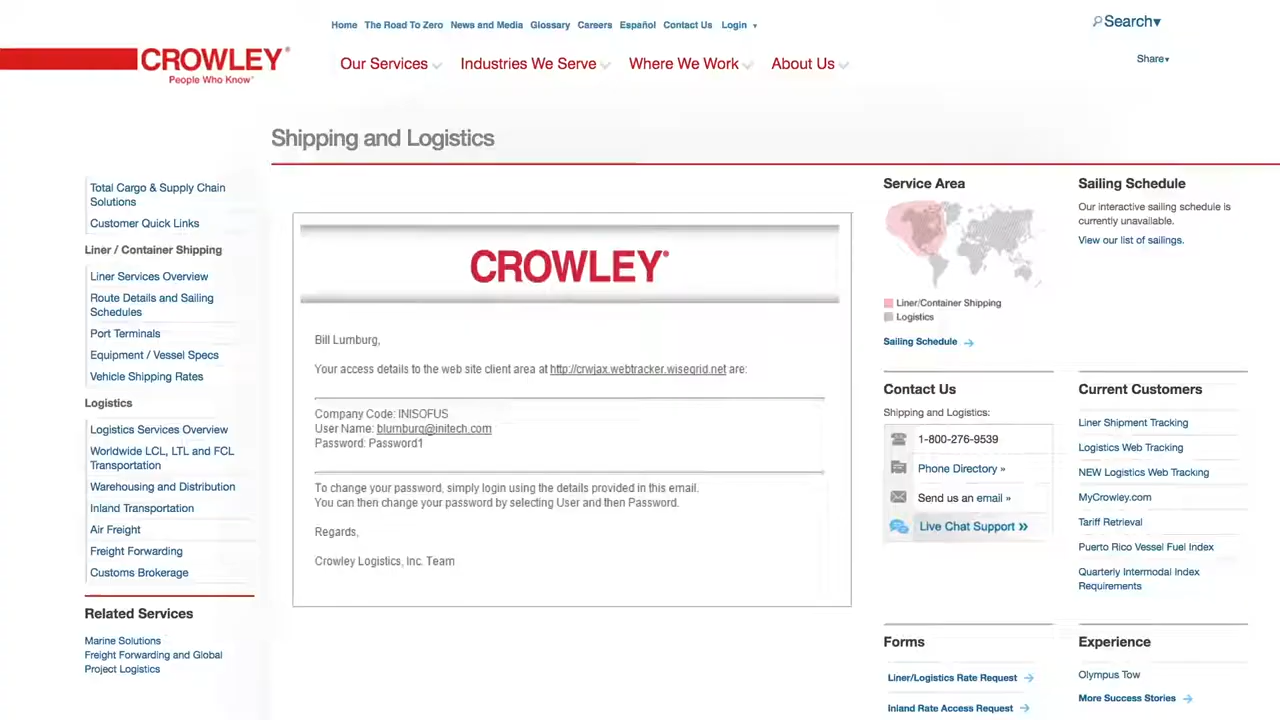 Home The Road To Zero News and Media Glossary Careers Español Contact Us Login
Search
Share
CROWLEY®
People Who Know®
Our Services Industries We Serve Where We Work About Us
Shipping and Logistics
Total Cargo & Supply Chain
Solutions
Customer Quick Links
Liner / Container Shipping
Liner Services Overview
Route Details and Sailing
Schedules
Port Terminals
Equipment / Vessel Specs
Vehicle Shipping Rates
Logistics
Logistics Services Overview
Worldwide LCL, LTL and FCL
Transportation
Warehousing and Distribution
Inland Transportation
Air Freight
Freight Forwarding
Customs Brokerage
Related Services
Marine Solutions
Freight Forwarding and Global
Project Logistics
CROWLEY®
Bill Lumburg,
Your access details to the web site client area at http://crwjax.webtracker.wisegrid.net are:
Company Code: INISOFUS
User Name: blumburg@initech.com
Password: Password1
To change your password, simply login using the details provided in this email.
You can then change your password by selecting User and then Password.
Regards,
Crowley Logistics, Inc. Team
Service Area
Liner/Container Shipping
Logistics
Sailing Schedule
Contact Us
Shipping and Logistics:
1-800-276-9539
Phone Directory »
Send us an email »
Live Chat Support »
Forms
Liner/Logistics Rate Request
Inland Rate Access Request
Sailing Schedule
Our interactive sailing schedule is
currently unavailable.
View our list of sailings.
Current Customers
Liner Shipment Tracking
Logistics Web Tracking
NEW Logistics Web Tracking
MyCrowley.com
Tariff Retrieval
Puerto Rico Vessel Fuel Index
Quarterly Intermodal Index
Requirements
Experience
Olympus Tow
More Success Stories